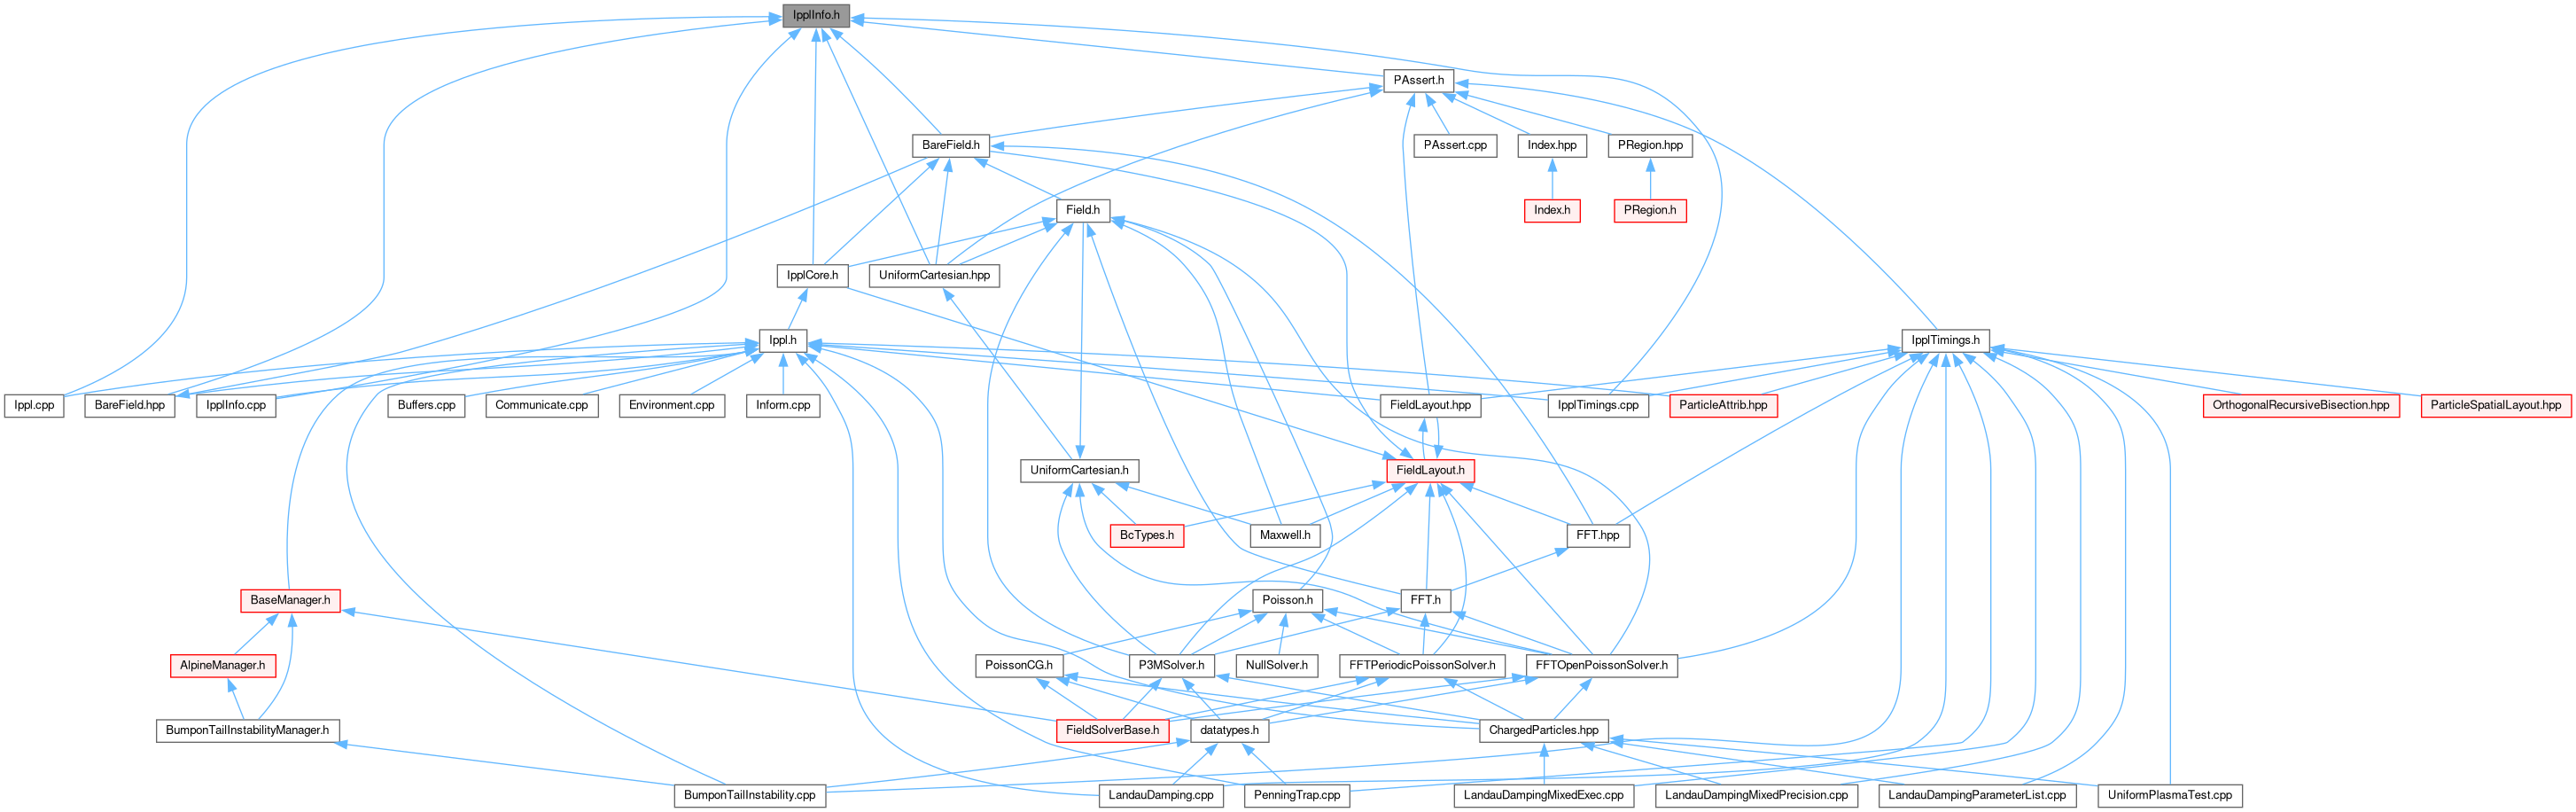 IpplInfo.h
PAssert.h
BareField.h
PAssert.cpp
Index.hpp
PRegion.hpp
Field.h
Index.h
PRegion.h
IpplCore.h
UniformCartesian.hpp
Ippl.h
IpplTimings.h
Ippl.cpp
BareField.hpp
IpplInfo.cpp
Buffers.cpp
Communicate.cpp
Environment.cpp
Inform.cpp
FieldLayout.hpp
IpplTimings.cpp
ParticleAttrib.hpp
OrthogonalRecursiveBisection.hpp
ParticleSpatialLayout.hpp
UniformCartesian.h
FieldLayout.h
BcTypes.h
Maxwell.h
FFT.hpp
BaseManager.h
Poisson.h
FFT.h
AlpineManager.h
PoissonCG.h
P3MSolver.h
NullSolver.h
FFTPeriodicPoissonSolver.h
FFTOpenPoissonSolver.h
BumponTailInstabilityManager.h
FieldSolverBase.h
datatypes.h
ChargedParticles.hpp
BumponTailInstability.cpp
LandauDamping.cpp
PenningTrap.cpp
LandauDampingMixedExec.cpp
LandauDampingMixedPrecision.cpp
LandauDampingParameterList.cpp
UniformPlasmaTest.cpp